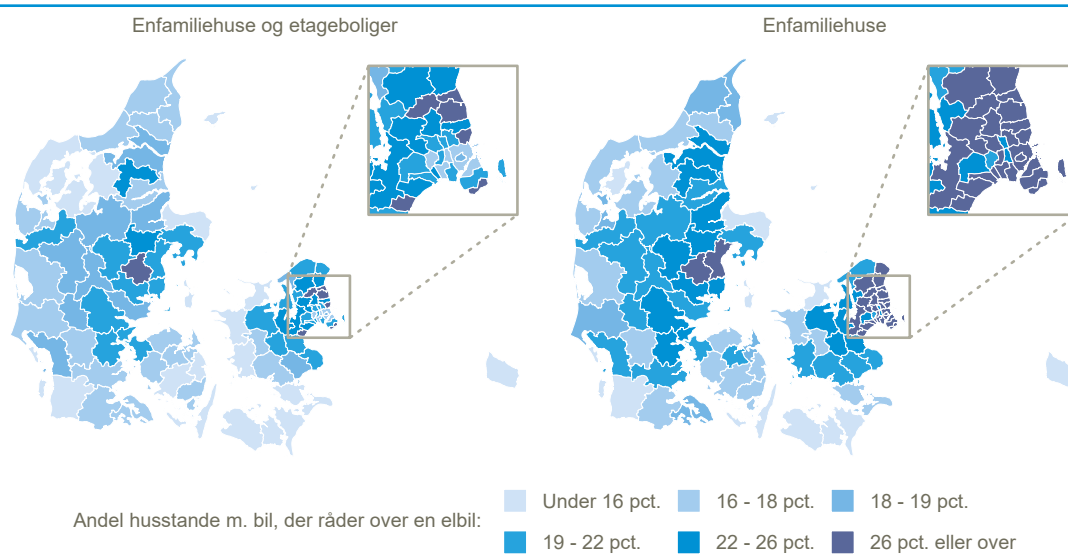 Enfamiliehuse og etageboliger
Enfamiliehuse
Andel husstande m. bil, der råder over en elbil:
Under 16 pct.
16 - 18 pct.
18 - 19 pct.
19 - 22 pct.
22 - 26 pct.
26 pct. eller over